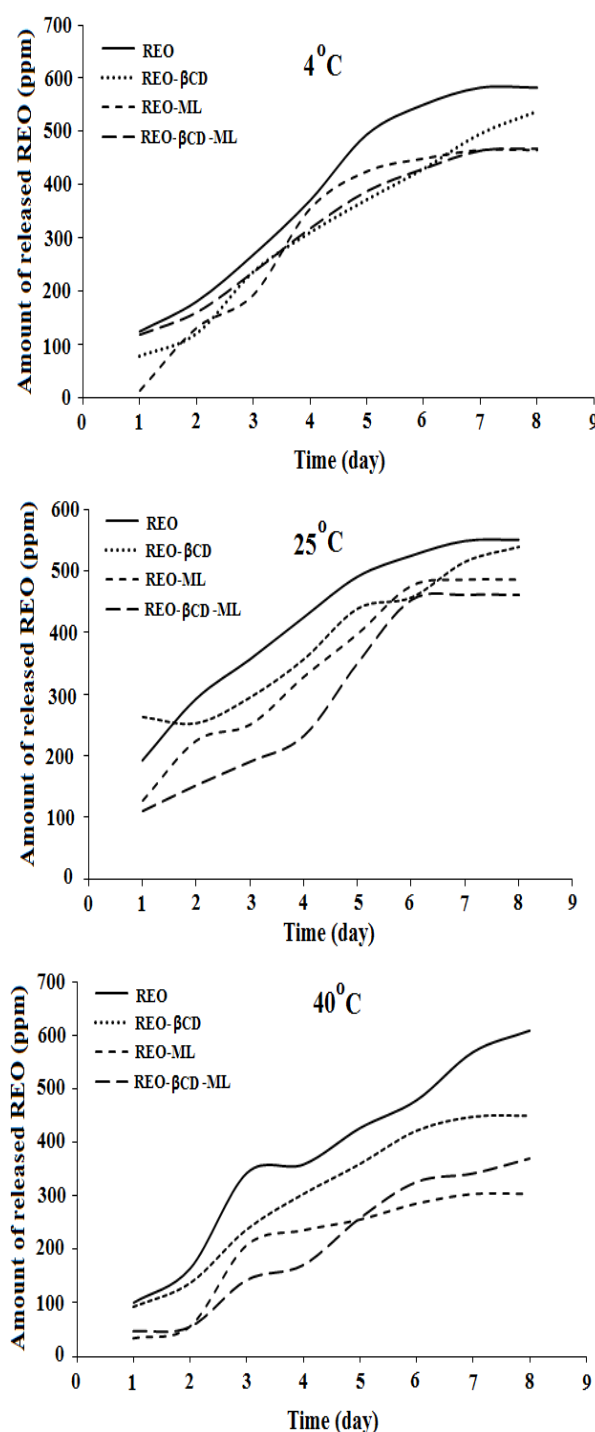 Amount of released REO (ppm)
700
600
500
400
300
200
100
0
REO
REO-βCD
REO-ML
REO-βCD-ML
4°C
0 1 2 3 4 5 6 7 8 9
Time (day)
Amount of released REO (ppm)
600
500
400
300
200
100
0
REO
REO-βCD
REO-ML
REO-βCD-ML
25°C
0 1 2 3 4 5 6 7 8 9
Time (day)
Amount of released REO (ppm)
700
600
500
400
300
200
100
0
REO
REO-βCD
REO-ML
REO-βCD-ML
40°C
0 1 2 3 4 5 6 7 8 9
Time (day)